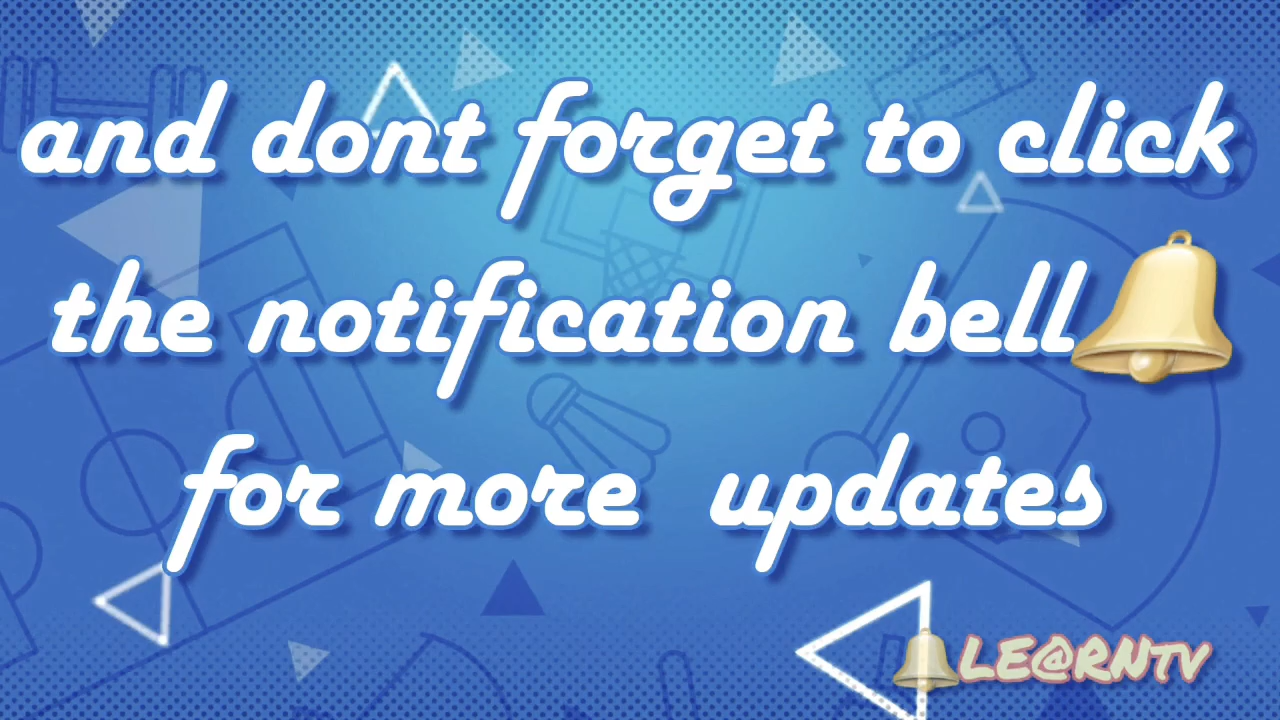 and dont forget to click
the notification bell
for more updates
LE@RNTV